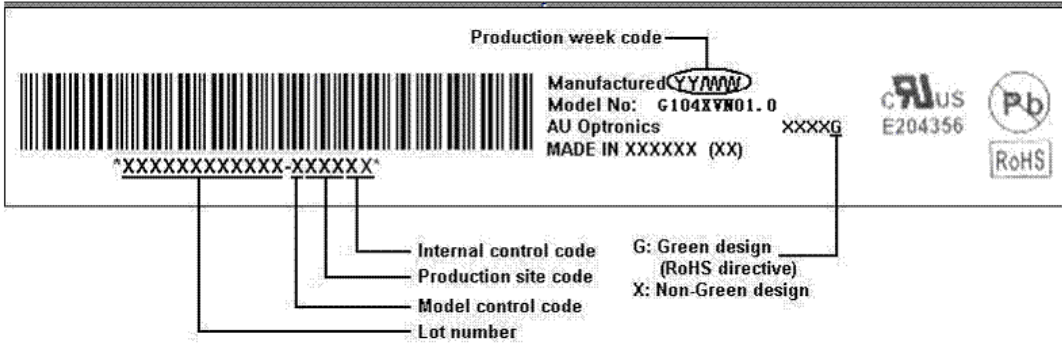 Production week code
Manufactured YY/WW
Model No: G104XVN01.0
AU Optronics XXXXG
MADE IN XXXXXX (XX)
C RU US
E204356
Pb
RoHS
*XXXXXXXXXXXX-XXXXXX*
Internal control code
Production site code
Model control code
Lot number
G: Green design
(RoHS directive)
X: Non-Green design